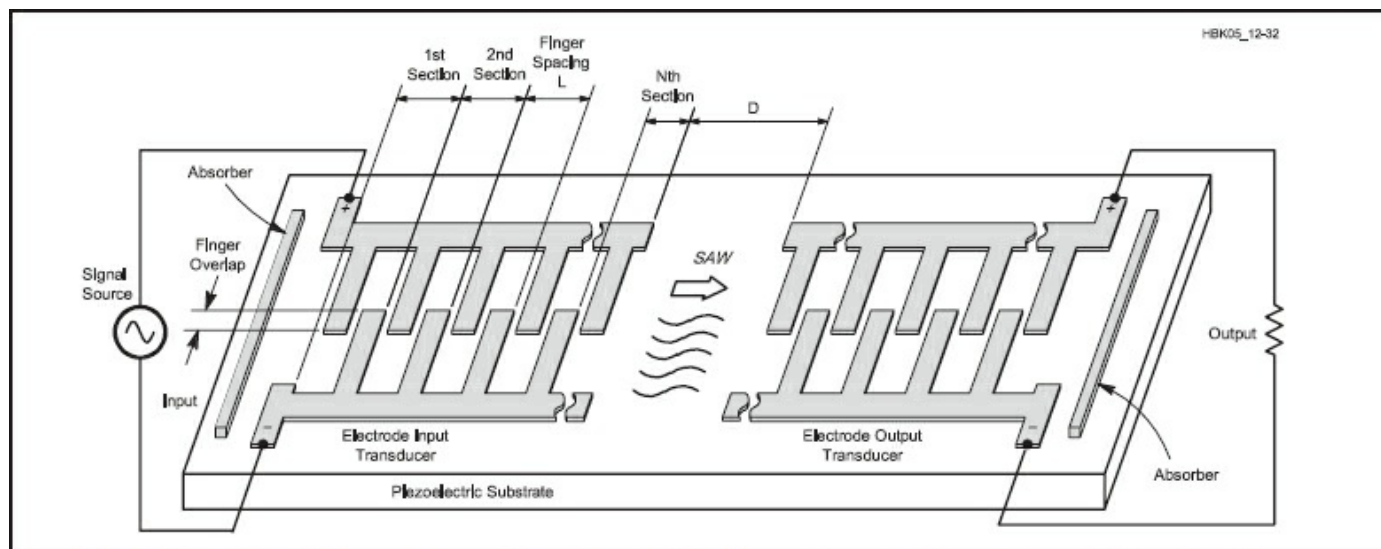 HBK05_12-32
1st
Section
2nd
Section
Finger
Spacing
L
Nth
Section
D
Absorber
Finger
Overlap
Signal
Source
Input
+
-
SAW
+
-
Output
Electrode Input
Transducer
Electrode Output
Transducer
Absorber
Piezoelectric Substrate